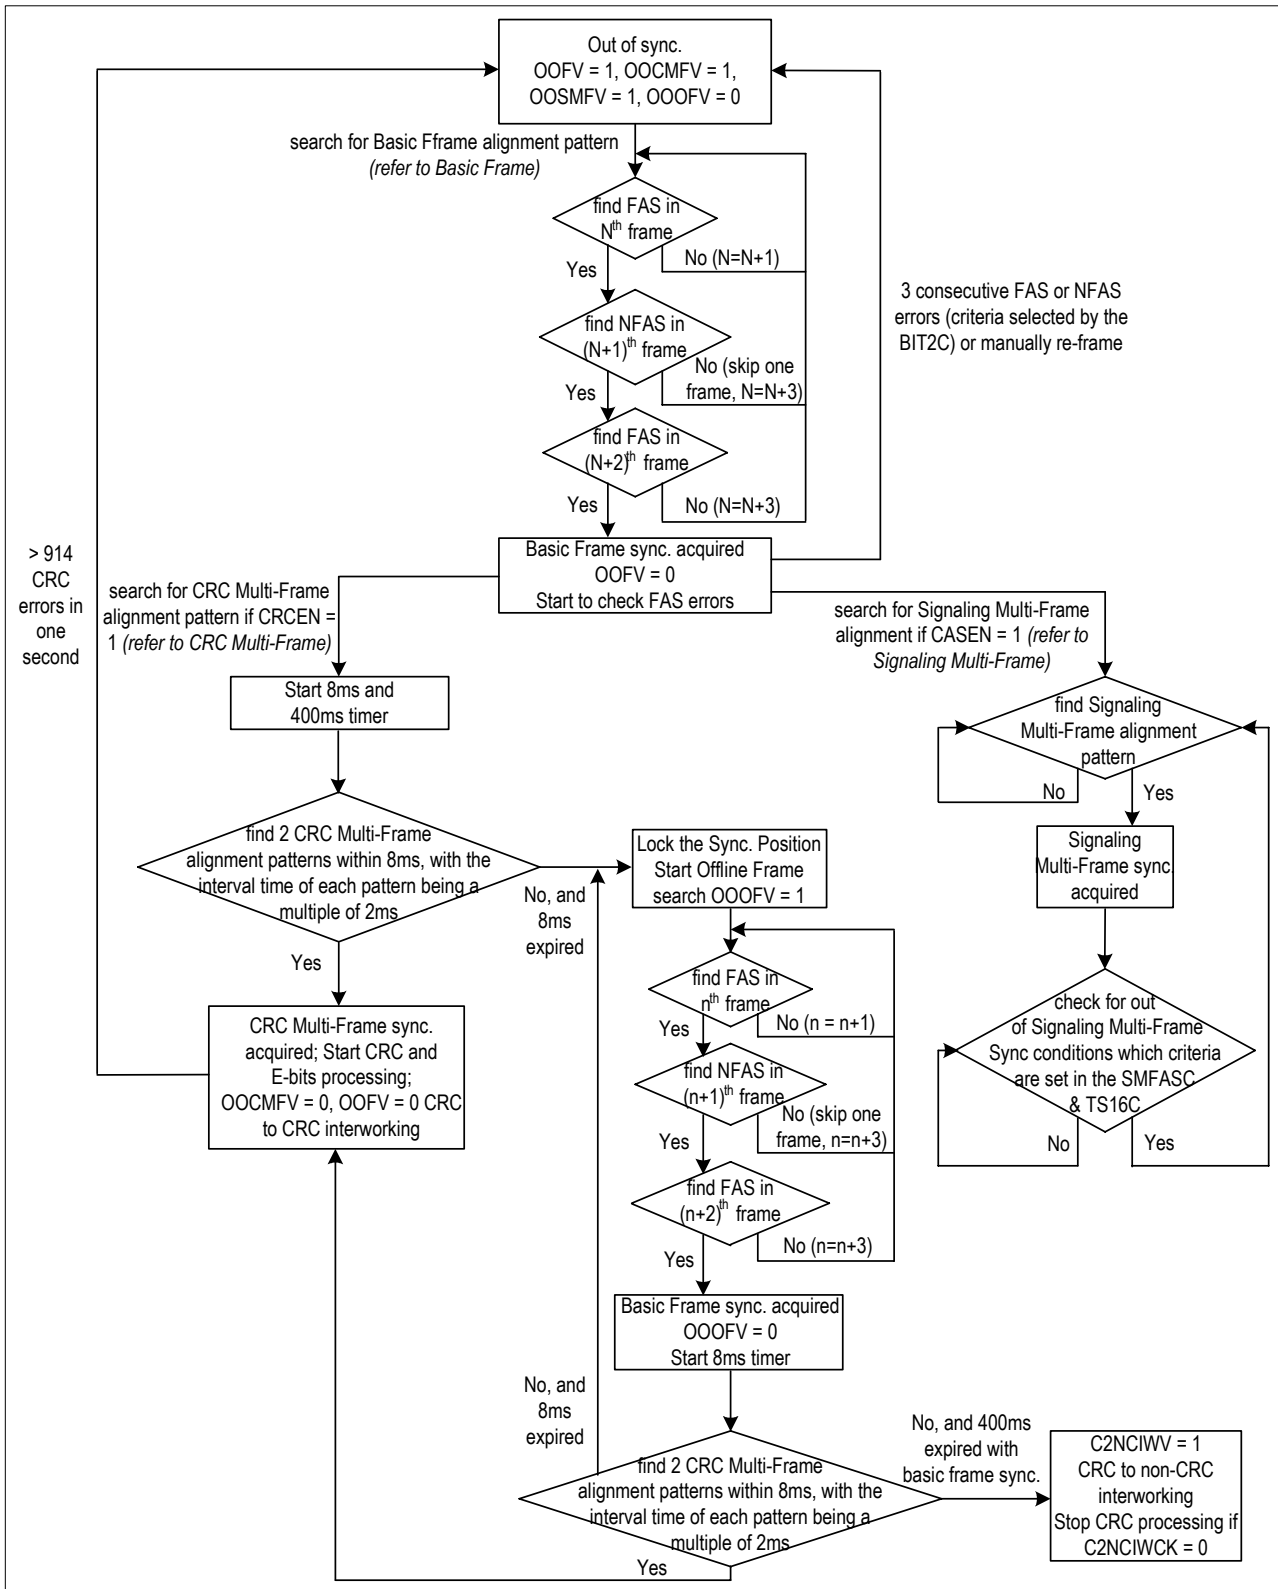 Out of sync.
OOFV = 1, OOCMFV = 1,
OOSMFV = 1, OOOFV = 0
search for Basic Fframe alignment pattern
(refer to Basic Frame)
find FAS in
Nth frame
No (N=N+1)
Yes
find NFAS in
(N+1)th frame
No (skip one
frame, N=N+3)
Yes
find FAS in
(N+2)th frame
No (N=N+3)
Yes
3 consecutive FAS or NFAS
errors (criteria selected by the
BIT2C) or manually re-frame
Basic Frame sync. acquired
OOFV = 0
Start to check FAS errors
> 914
CRC
errors in
one
second
search for CRC Multi-Frame
alignment pattern if CRCEN =
1 (refer to CRC Multi-Frame)
search for Signaling Multi-Frame
alignment if CASEN = 1 (refer to
Signaling Multi-Frame)
Start 8ms and
400ms timer
find Signaling
Multi-Frame alignment
pattern
No
Yes
find 2 CRC Multi-Frame
alignment patterns within 8ms, with the
interval time of each pattern being a
multiple of 2ms
No, and
8ms
expired
Yes
Lock the Sync. Position
Start Offline Frame
search OOOFV = 1
Signaling
Multi-Frame sync.
acquired
find FAS in
nth frame
No (n = n+1)
Yes
find NFAS in
(n+1)th frame
No (skip one
frame, n=n+3)
Yes
find FAS in
(n+2)th frame
No (n=n+3)
Yes
check for out
of Signaling Multi-Frame
Sync conditions which criteria
are set in the SMFASC
& TS16C
No
Yes
CRC Multi-Frame sync.
acquired; Start CRC and
E-bits processing;
OOCMFV = 0, OOFV = 0 CRC
to CRC interworking
Basic Frame sync. acquired
OOOFV = 0
Start 8ms timer
No, and
8ms
expired
find 2 CRC Multi-Frame
alignment patterns within 8ms, with the
interval time of each pattern being a
multiple of 2ms
Yes
No, and 400ms
expired with
basic frame sync.
C2NCIWV = 1
CRC to non-CRC
interworking
Stop CRC processing if
C2NCIWCK = 0